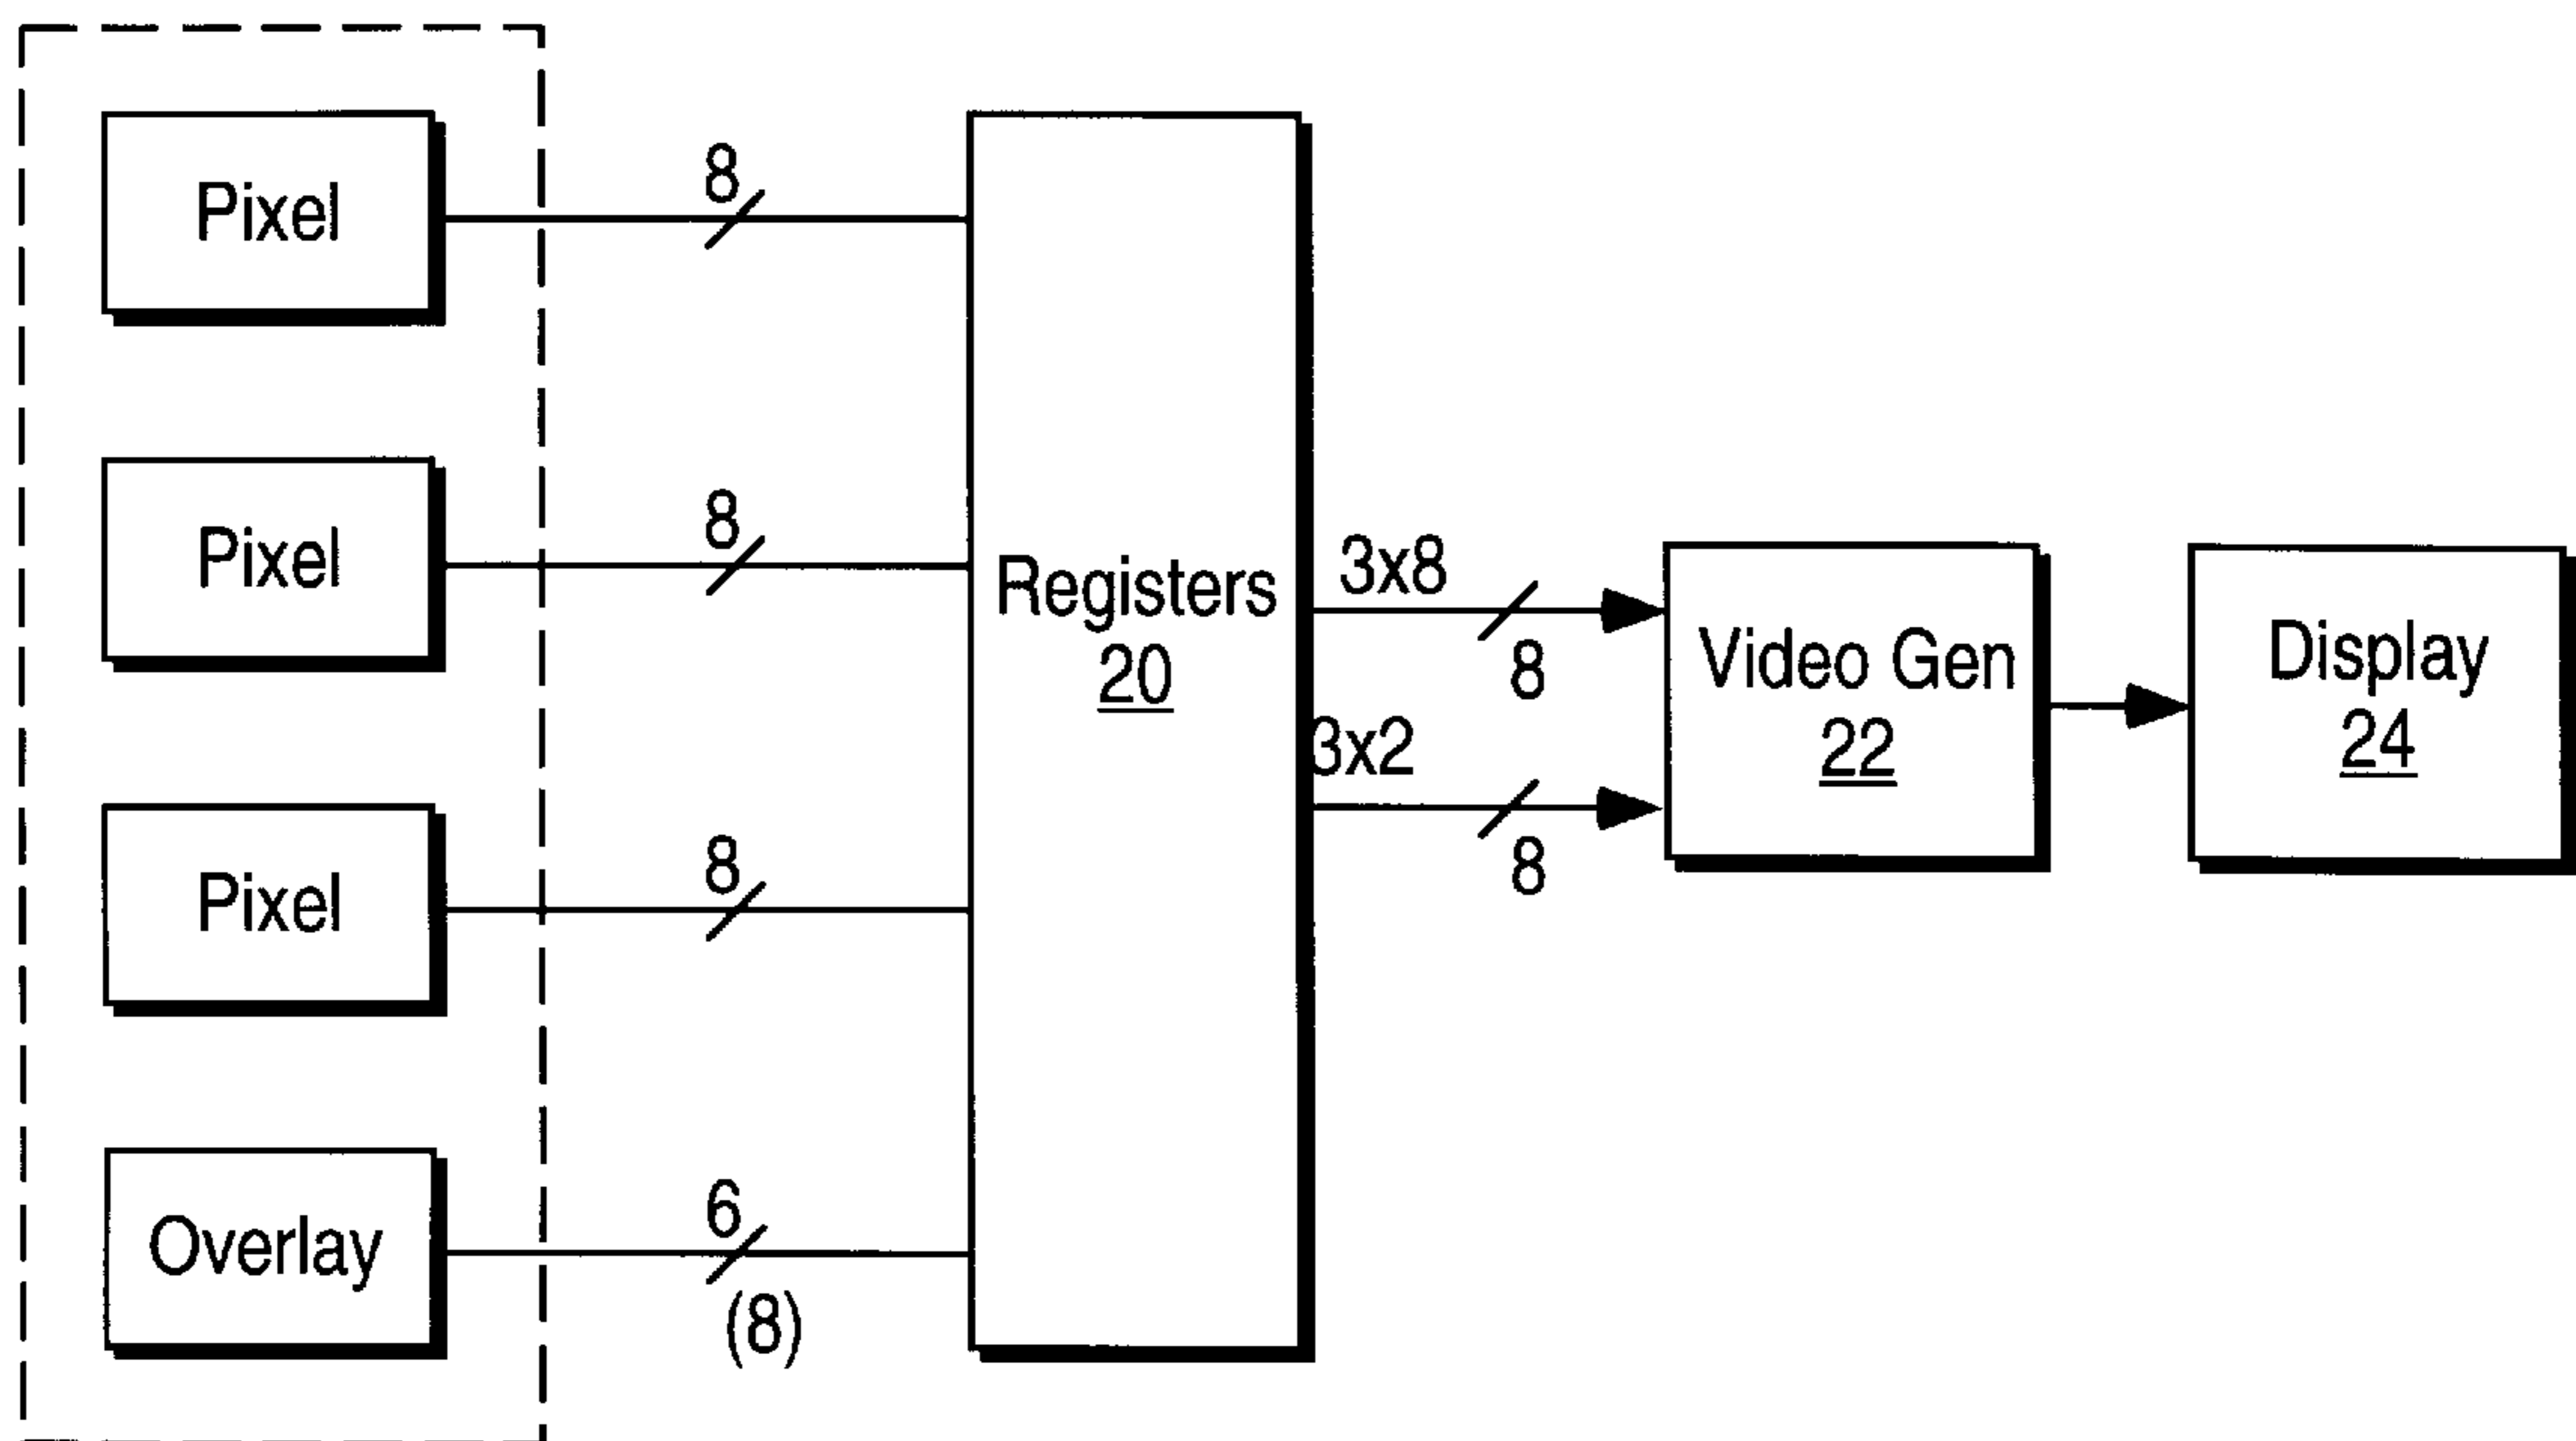 Pixel
8
Pixel
8
Pixel
8
Overlay
6
(8)
Registers
20
3x8
8
3x2
8
Video Gen
22
Display
24